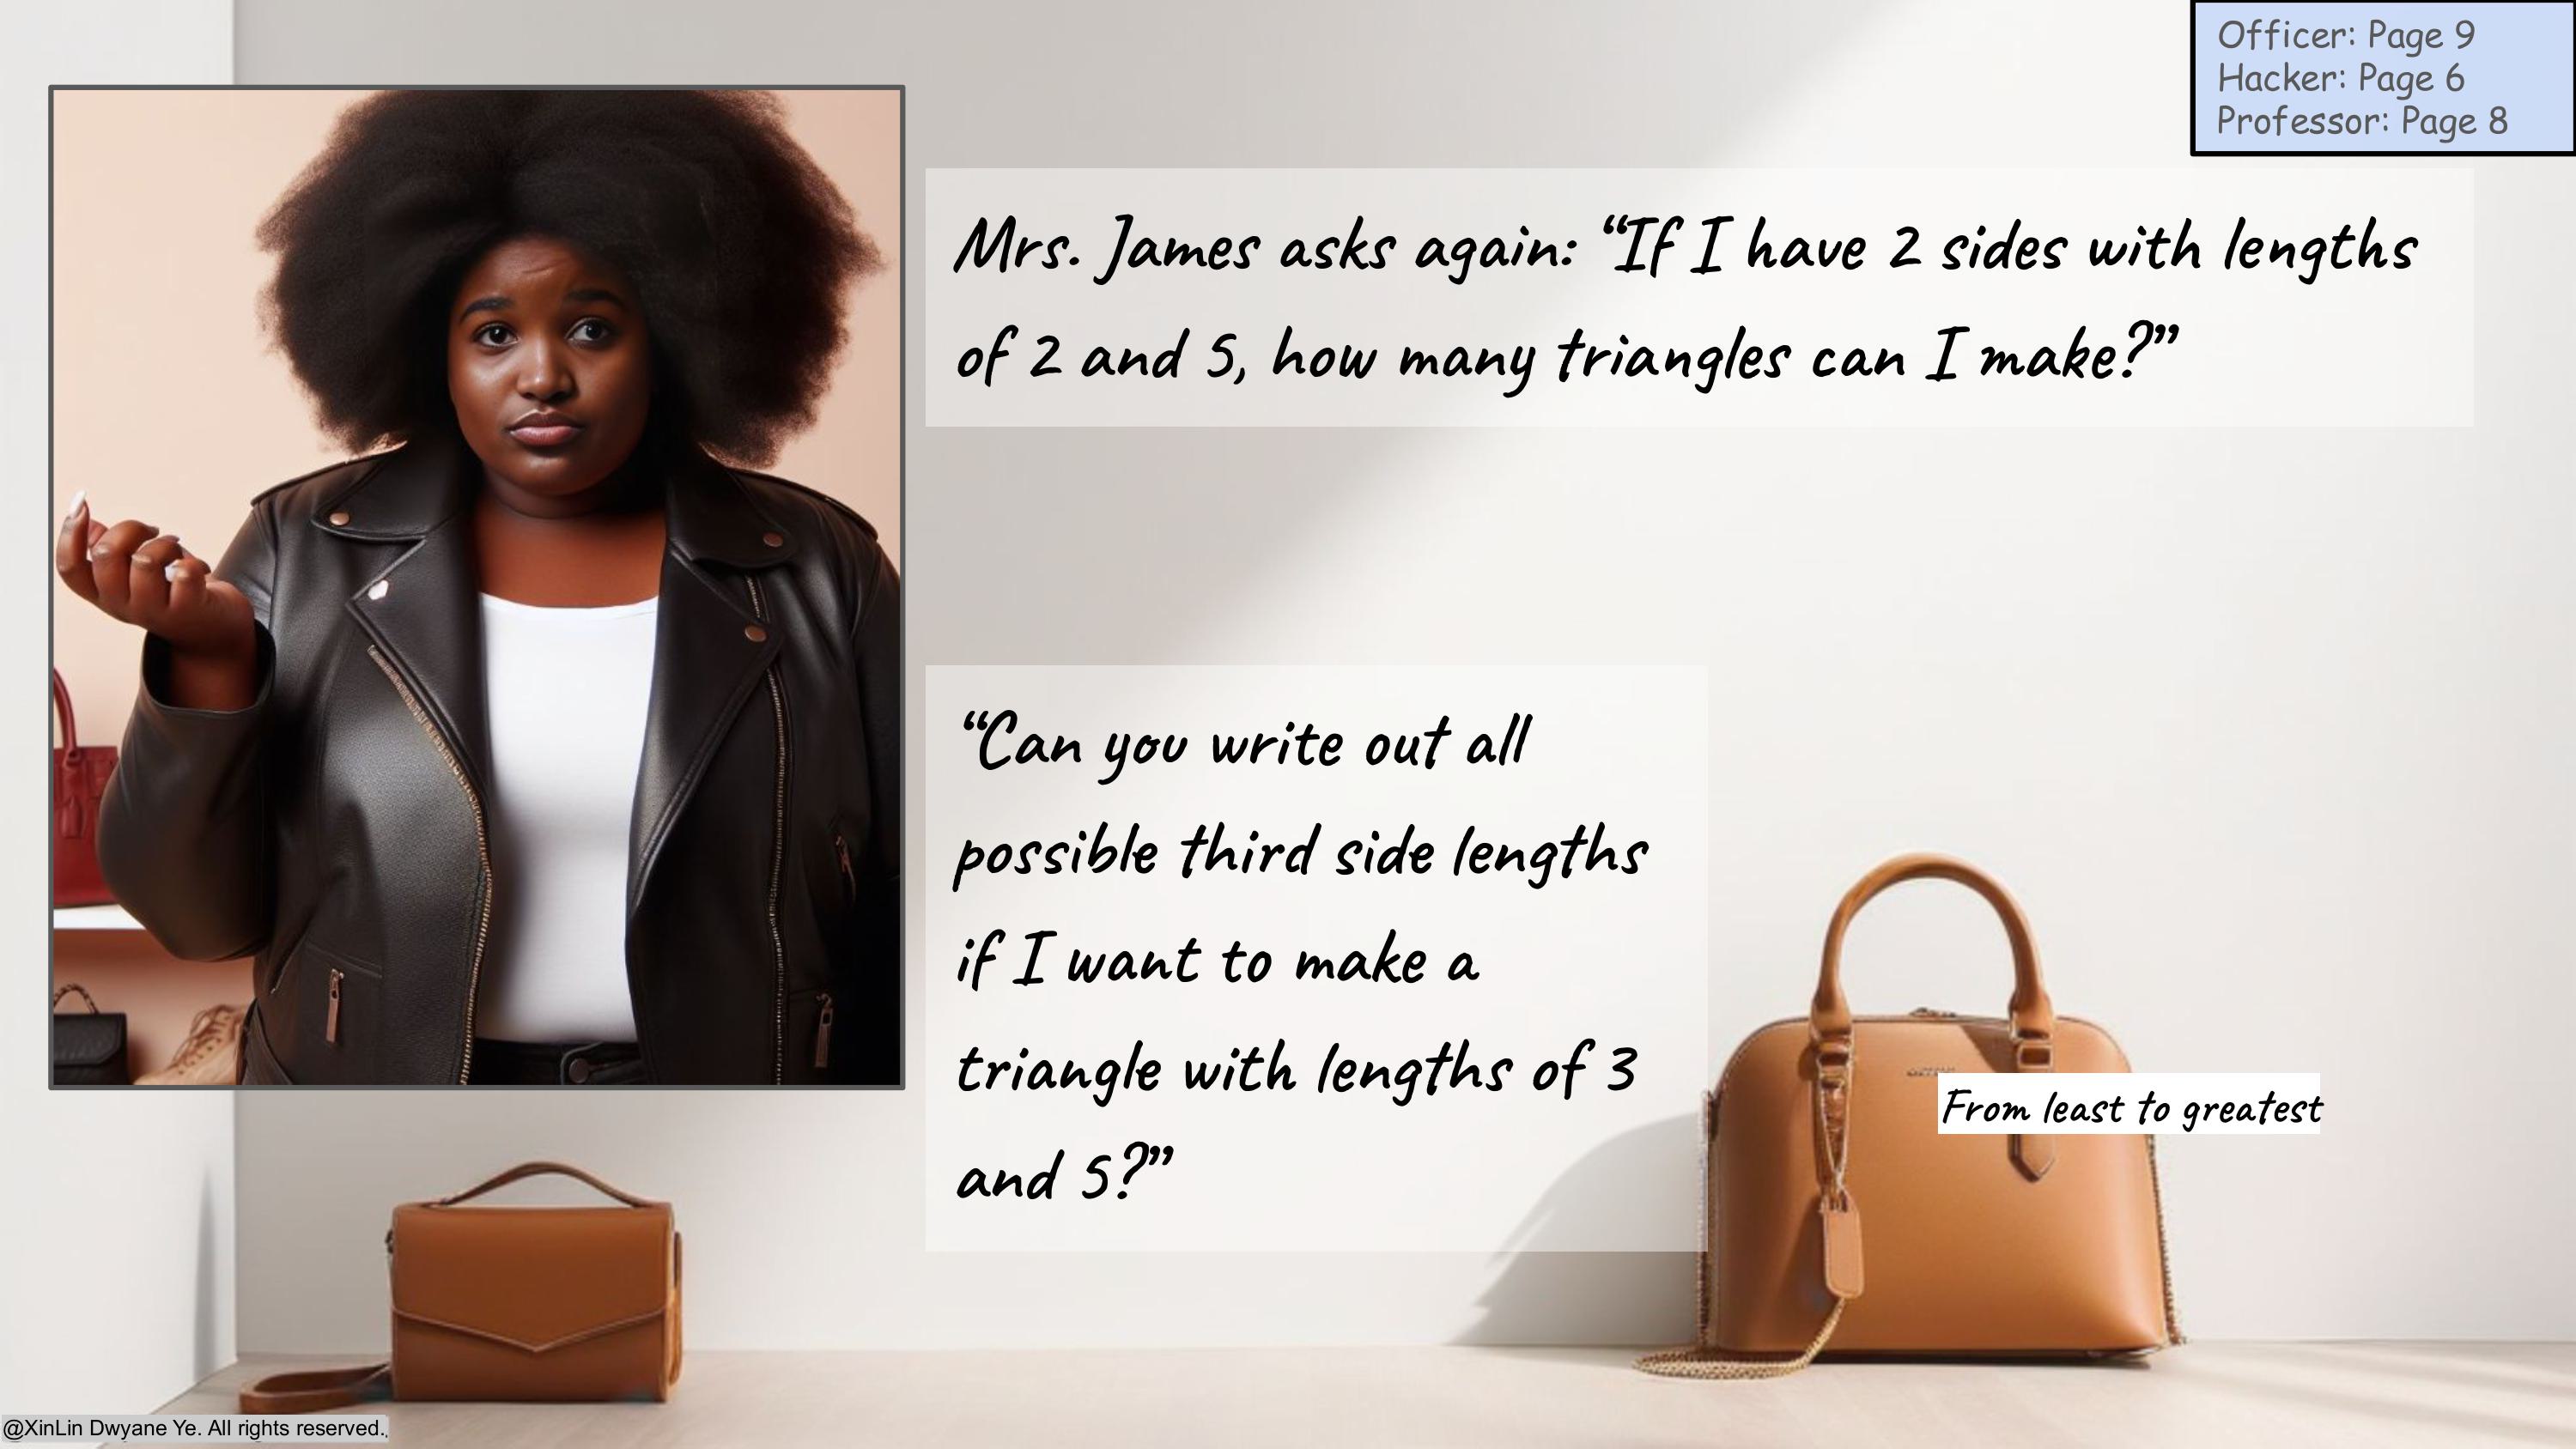 Officer: Page 9
Hacker: Page 6
Professor: Page 8
Mrs. James asks again: “If I have 2 sides with lengths
of 2 and 5, how many triangles can I make?”
“Can you write out all
possible third side lengths
if I want to make a
triangle with lengths of 3
and 5?”
From least to greatest
@XinLin Dwyane Ye. All rights reserved.